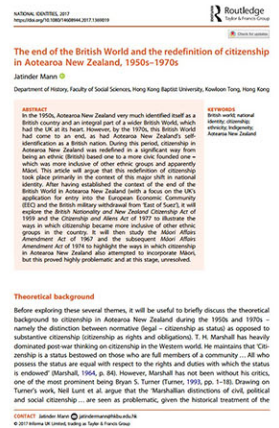 NATIONAL IDENTITIES, 2017
https://doi.org/10.1080/14608944.2017.1369019
Routledge
Taylor & Francis Group
Check for updates
The end of the British World and the redefinition of citizenship
in Aotearoa New Zealand, 1950s–1970s
Jatinder Mann
Department of History, Faculty of Social Sciences, Hong Kong Baptist University, Kowloon Tong, Hong Kong
ABSTRACT
In the 1950s, Aotearoa New Zealand very much identified itself as a
British country and an integral part of a wider British World, which
had the UK at its heart. However, by the 1970s, this British World
had come to an end, as had Aotearoa New Zealand's self-
identification as a British nation. During this period, citizenship in
Aotearoa New Zealand was redefined in a significant way from
being an ethnic (British) based one to a more civic founded one –
which was more inclusive of other ethnic groups and apparently
Māori. This article will argue that this redefinition of citizenship
took place primarily in the context of this major shift in national
identity. After having established the context of the end of the
British World in Aotearoa New Zealand (with a focus on the UK's
application for entry into the European Economic Community
(EEC) and the British military withdrawal from 'East of Suez'), it will
explore the British Nationality and New Zealand Citizenship Act of
1959 and the Citizenship and Aliens Act of 1977 to illustrate the
ways in which citizenship became more inclusive of other ethnic
groups in the country. It will then study the Maori Affairs
Amendment Act of 1967 and the subsequent Māori Affairs
Amendment Act of 1974 to highlight the ways in which citizenship
in Aotearoa New Zealand also attempted to incorporate Māori,
but this proved highly problematic and at this stage, unresolved.
KEYWORDS
British world; national
identity; citizenship;
ethnicity; Indigeneity;
Aotearoa New Zealand
Theoretical background
Before exploring these several themes, it will be useful to briefly discuss the theoretical
background to citizenship in Aotearoa New Zealand during the 1950s and 1970s –
namely the distinction between normative (legal – citizenship as status) as opposed to
substantive citizenship (citizenship as rights and obligations). T. H. Marshall has heavily
dominated post-war thinking on citizenship in the Western world. He maintains that 'Citi-
zenship is a status bestowed on those who are full members of a community … All who
possess the status are equal with respect to the rights and duties with which the status
is endowed' (Marshall, 1964, p. 84). However, Marshall has not been without his critics,
one of the most prominent being Bryan S. Turner (Turner, 1993, pp. 1–18). Drawing on
Turner's work, Neil Lunt et al. argue that 'the Marshallian distinctions of civil, political
and social citizenship … are seen as problematic, given the historical treatment of the
CONTACT Jatinder Mann jatindermann@hkbu.edu.hk
© 2017 Informa UK Limited, trading as Taylor & Francis Group